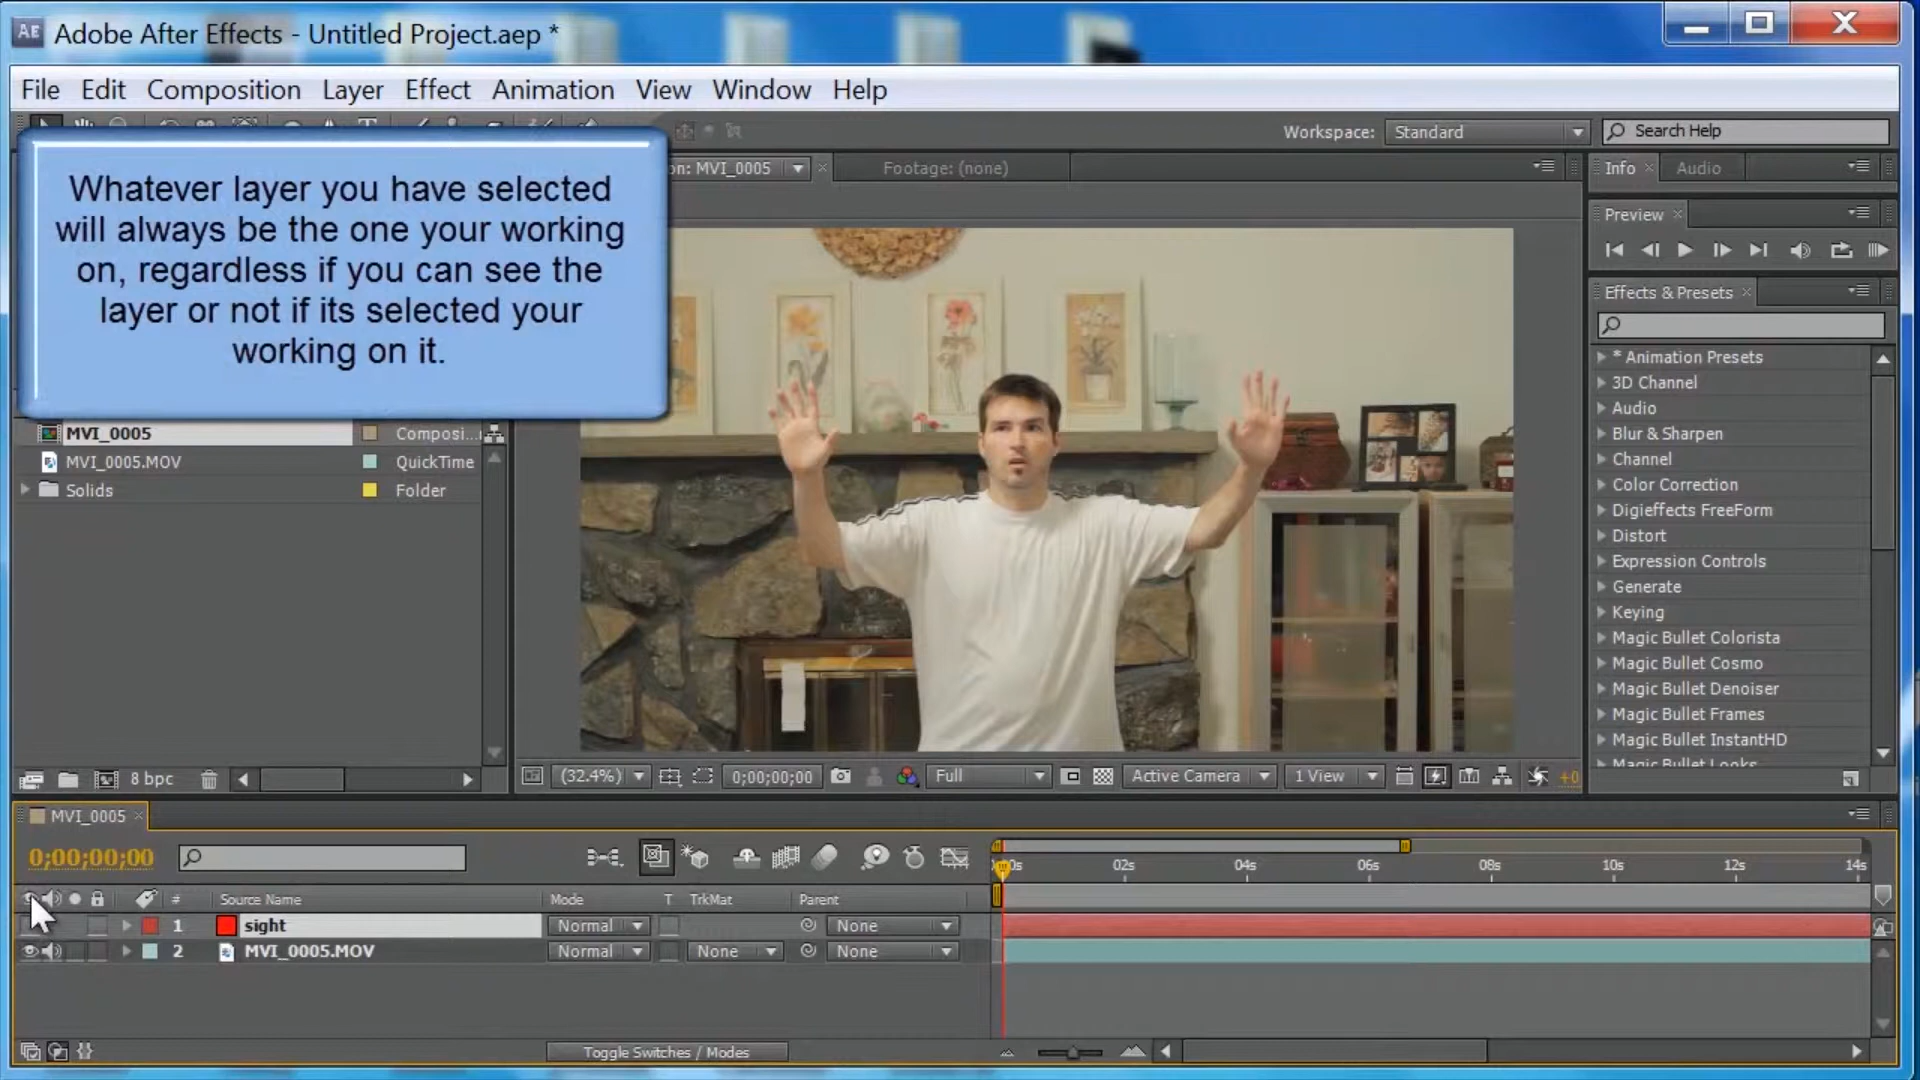 AE Adobe After Effects - Untitled Project.aep *
File Edit Composition Layer Effect Animation View Window Help
Workspace: Standard Search Help
Whatever layer you have selected
will always be the one your working
on, regardless if you can see the
layer or not if its selected your
working on it.
on: MVI_0005 Footage: (none)
Info Audio
Preview
Effects & Presets
* Animation Presets
3D Channel
Audio
Blur & Sharpen
Channel
Color Correction
Digieffects FreeForm
Distort
Expression Controls
Generate
Keying
Magic Bullet Colorista
Magic Bullet Cosmo
Magic Bullet Denoiser
Magic Bullet Frames
Magic Bullet InstantHD
Magic Bullet Looks
MVI_0005 Composi...
MVI_0005.MOV QuickTime
Solids Folder
8 bpc
(32.4%) 0;00;00;00 Full Active Camera 1 View +0
MVI_0005
0;00;00;00
02s 04s 06s 08s 10s 12s 14s
# Source Name Mode T TrkMat Parent
1 sight Normal None
2 MVI_0005.MOV Normal None None
Toggle Switches / Modes